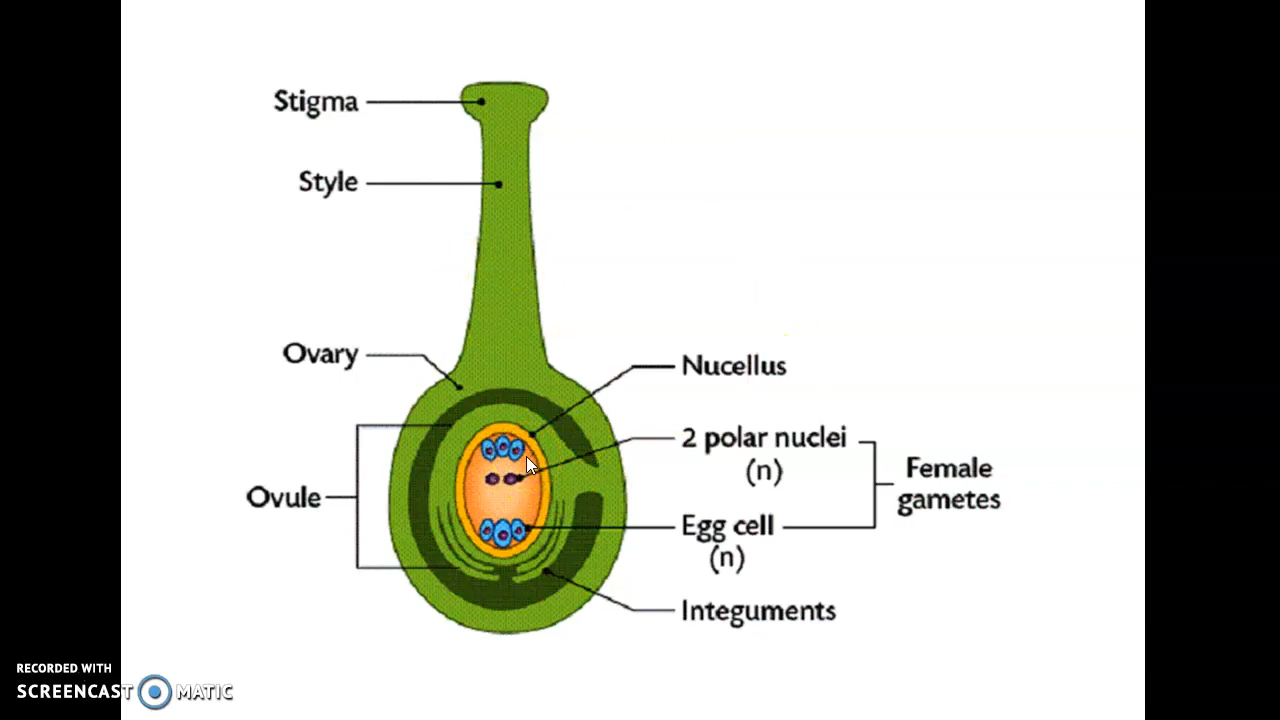 Stigma
Style
Ovary
Nucellus
2 polar nuclei
(n)
Female
gametes
Ovule
Egg cell
(n)
Integuments
RECORDED WITH
SCREENCAST MATIC